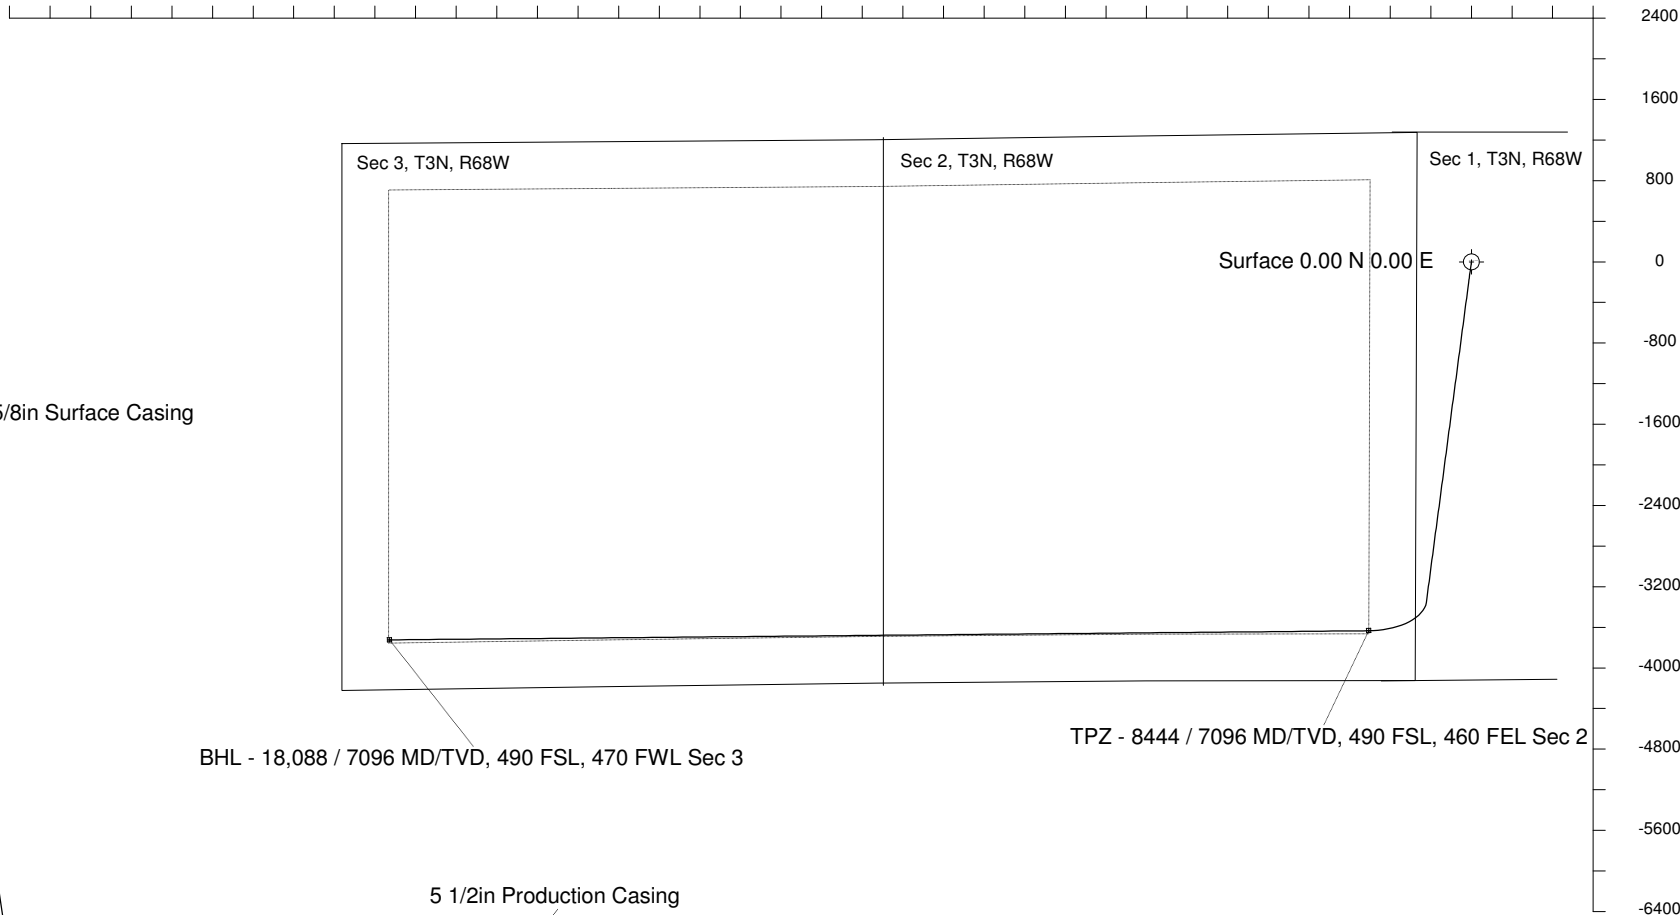 2400
1600
Sec 3, T3N, R68W
Sec 2, T3N, R68W
Sec 1, T3N, R68W
800
Surface 0.00 N 0.00 E
0
-800
5/8in Surface Casing
-1600
-2400
-3200
-4000
TPZ - 8444 / 7096 MD/TVD, 490 FSL, 460 FEL Sec 2
-4800
BHL - 18,088 / 7096 MD/TVD, 490 FSL, 470 FWL Sec 3
-5600
5 1/2in Production Casing
-6400